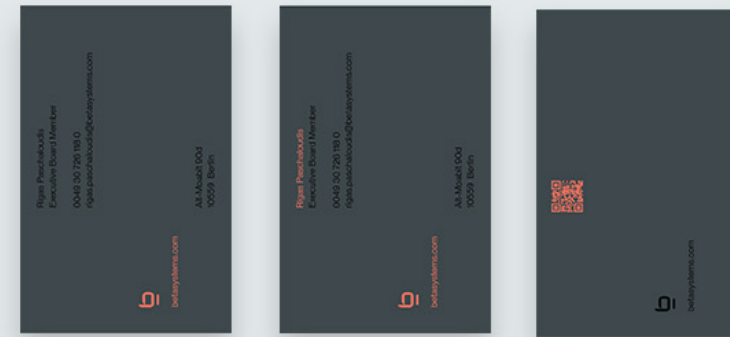 Rigas Paschaloudis
Executive Board Member
0049 30 726 118 0
rigas.paschaloudis@betasystems.com
Alt-Moabit 90d
10559 Berlin
betasystems.com
Rigas Paschaloudis
Executive Board Member
0049 30 726 118 0
rigas.paschaloudis@betasystems.com
Alt-Moabit 90d
10559 Berlin
betasystems.com
betasystems.com